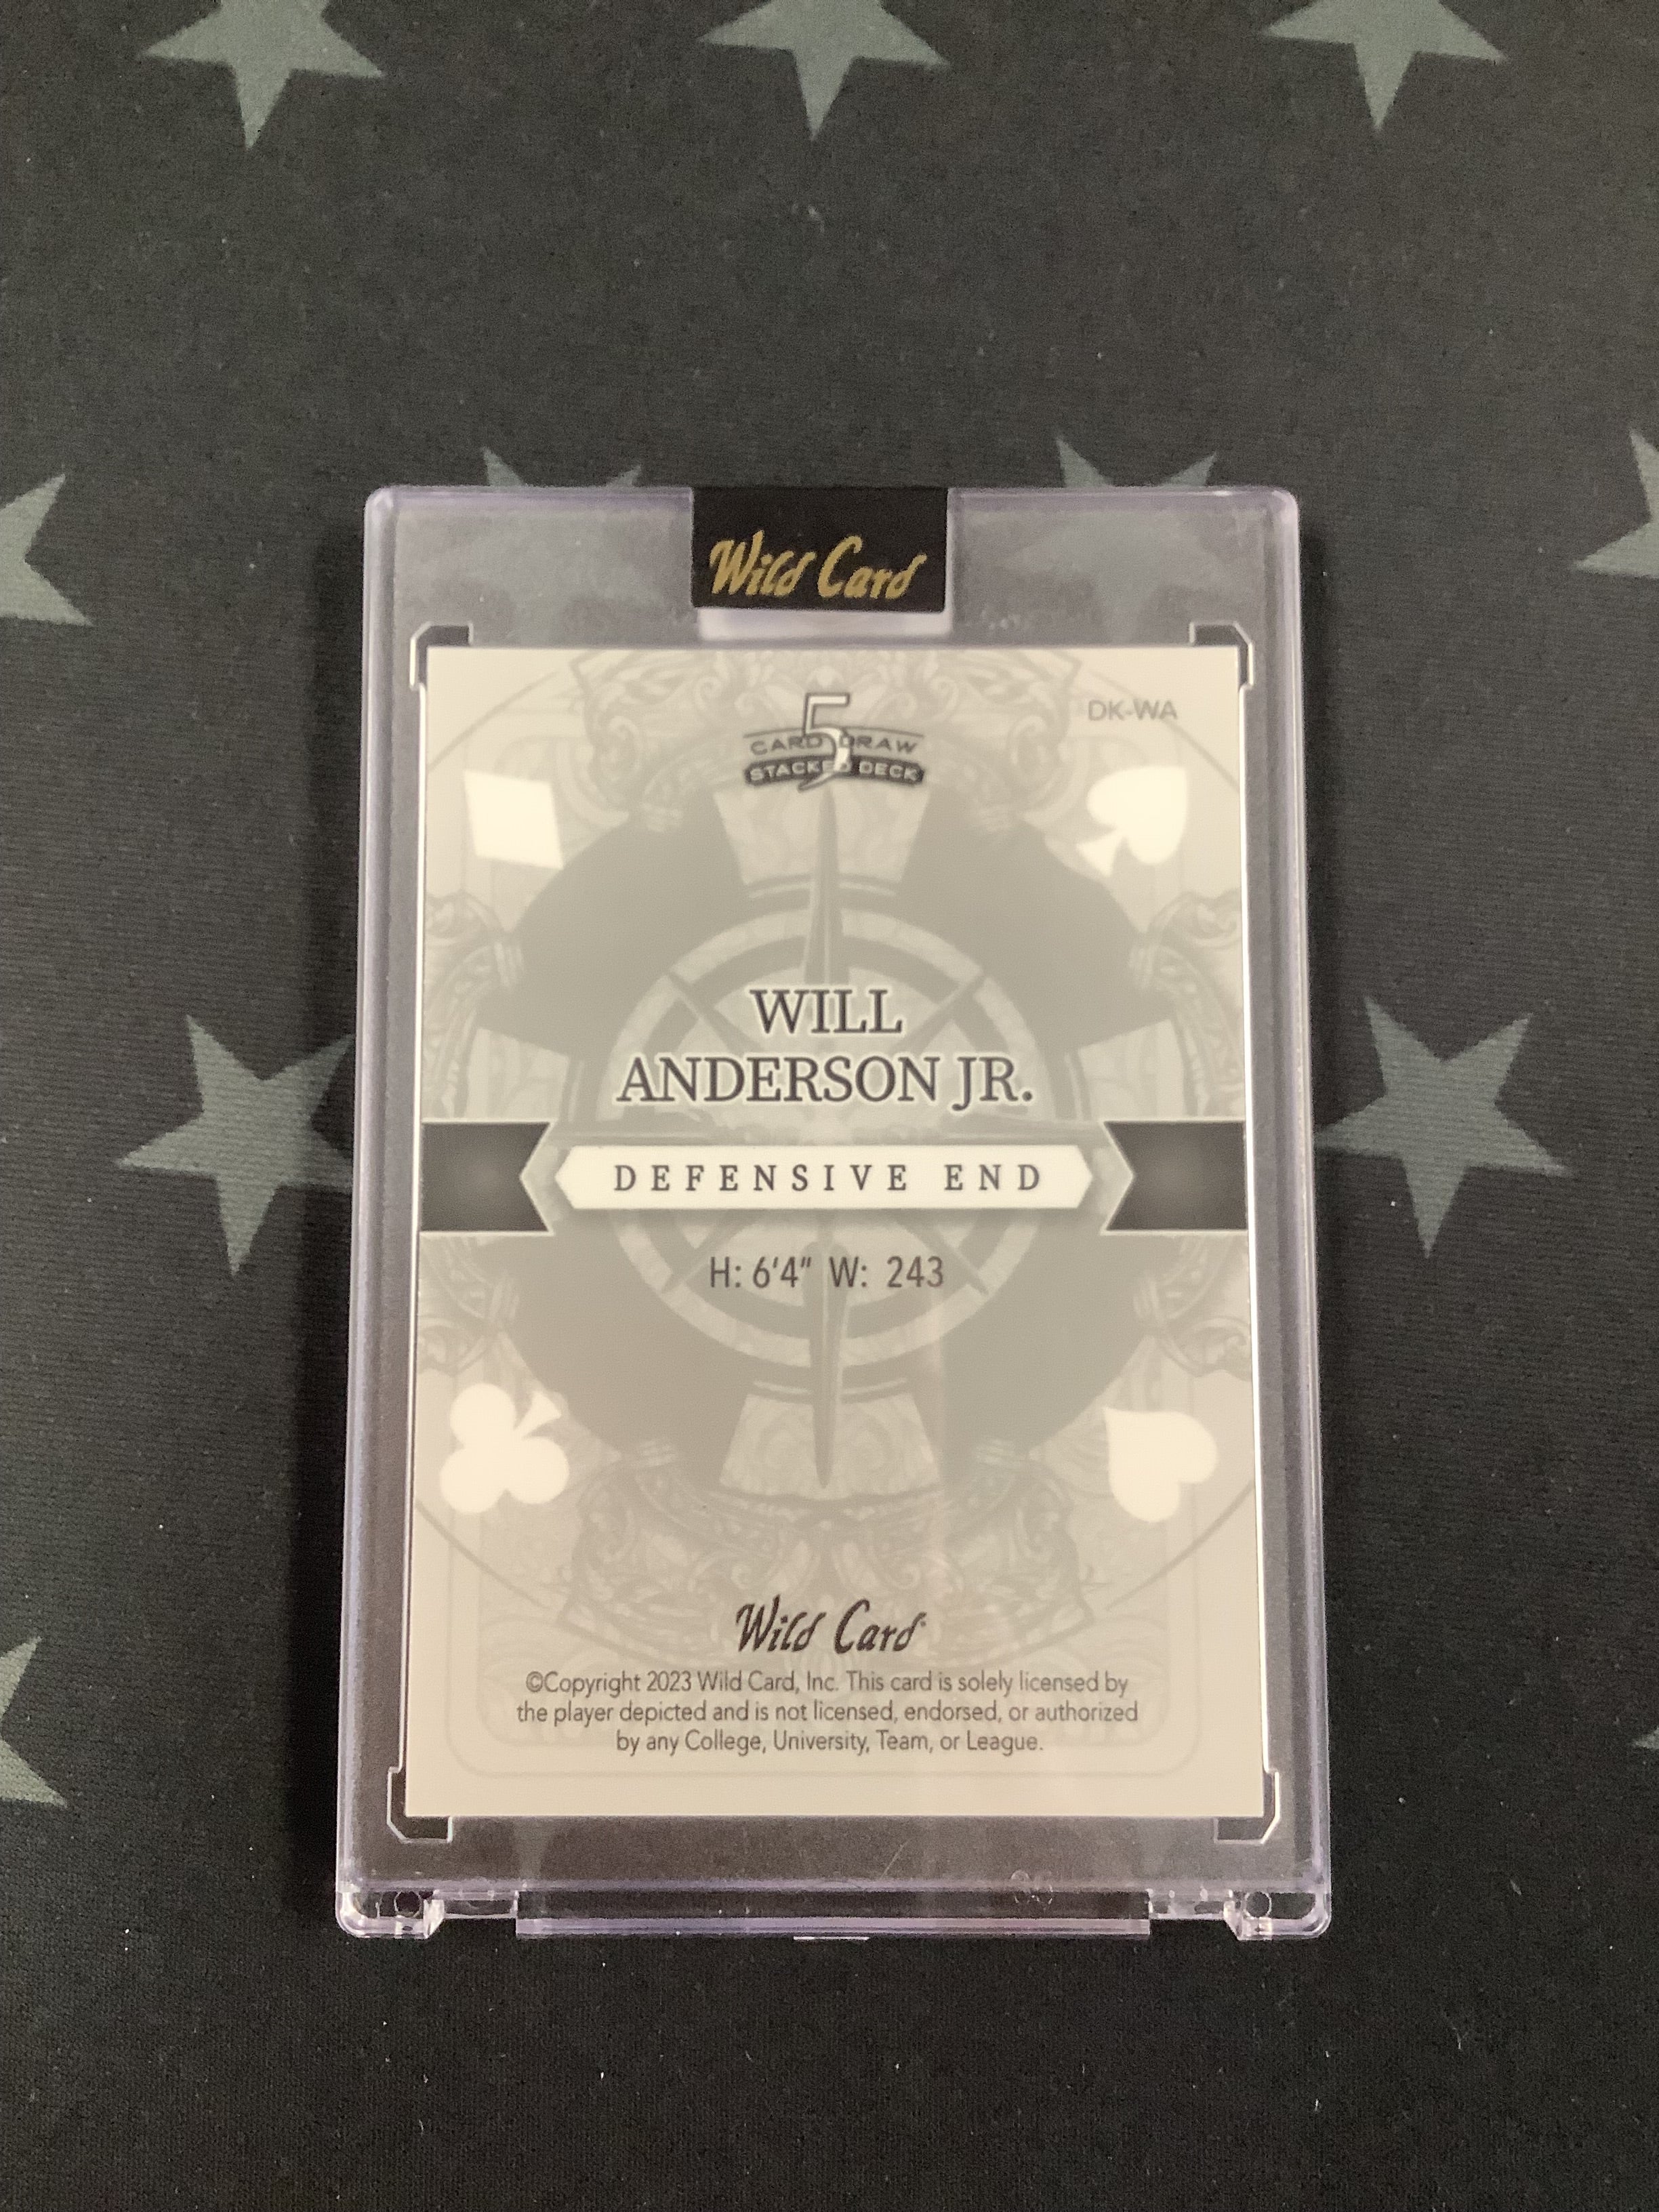 Wild Card
5
CARD DRAW
STACKED DECK
DK-WA
WILL
ANDERSON JR.
DEFENSIVE END
H: 6'4" W: 243
Wild Card
©Copyright 2023 Wild Card, Inc. This card is solely licensed by
the player depicted and is not licensed, endorsed, or authorized
by any College, University, Team, or League.